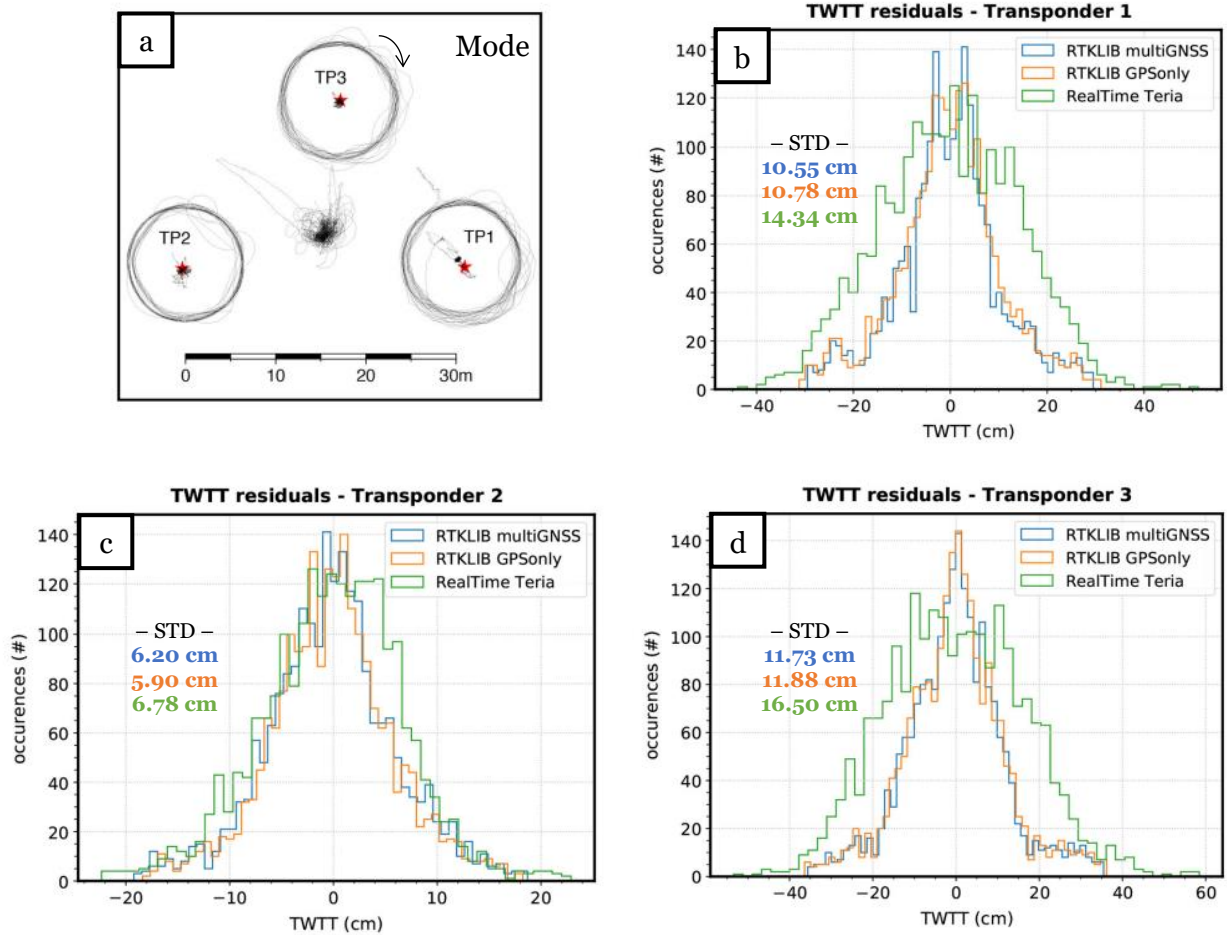 a
Mode
TP3
TP2
TP1
0 10 20 30m
TWTT residuals - Transponder 1
b
RTKLIB multiGNSS
RTKLIB GPSonly
RealTime Teria
– STD –
10.55 cm
10.78 cm
14.34 cm
occurences (#)
140
120
100
80
60
40
20
0
−40 −20 0 20 40
TWTT (cm)
TWTT residuals - Transponder 2
c
RTKLIB multiGNSS
RTKLIB GPSonly
RealTime Teria
– STD –
6.20 cm
5.90 cm
6.78 cm
occurences (#)
140
120
100
80
60
40
20
0
−20 −10 0 10 20
TWTT (cm)
TWTT residuals - Transponder 3
d
RTKLIB multiGNSS
RTKLIB GPSonly
RealTime Teria
– STD –
11.73 cm
11.88 cm
16.50 cm
occurences (#)
140
120
100
80
60
40
20
0
−40 −20 0 20 40 60
TWTT (cm)